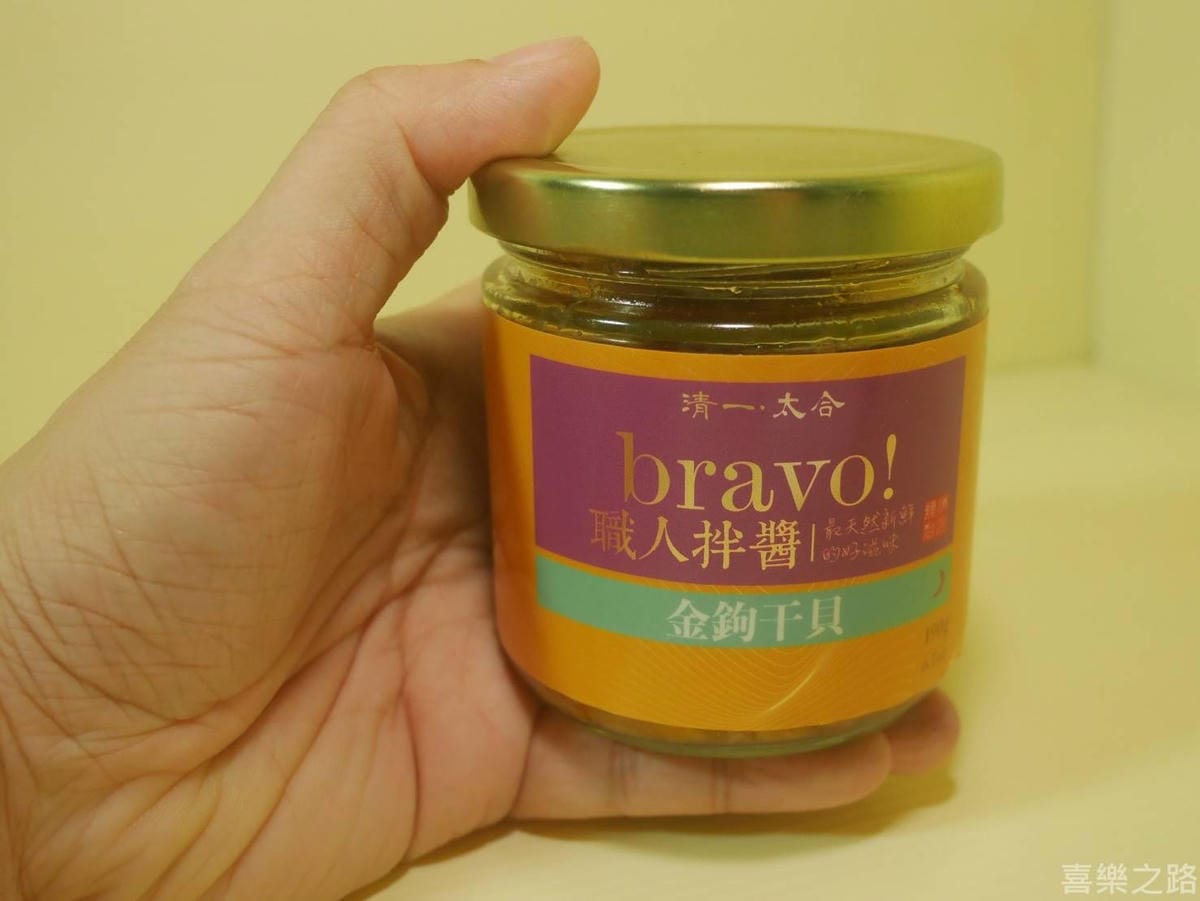 清一·太合
bravo!
職人拌醬
最天然新鮮
的好滋味
金鉤干貝
190g
喜樂之路